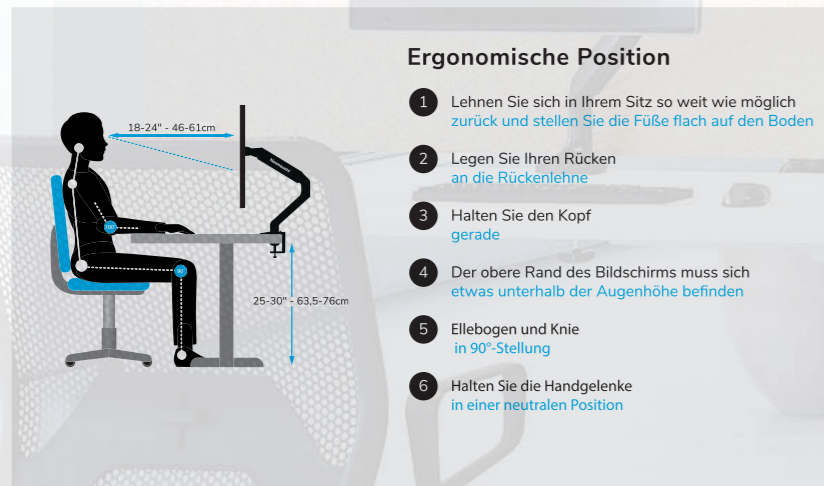 Ergonomische Position
1 Lehnen Sie sich in Ihrem Sitz so weit wie möglich
zurück und stellen Sie die Füße flach auf den Boden
2 Legen Sie Ihren Rücken
an die Rückenlehne
3 Halten Sie den Kopf
gerade
4 Der obere Rand des Bildschirms muss sich
etwas unterhalb der Augenhöhe befinden
5 Ellebogen und Knie
in 90°-Stellung
6 Halten Sie die Handgelenke
in einer neutralen Position
18-24" - 46-61cm
Neomounts
100°
90°
25-30" - 63,5-76cm